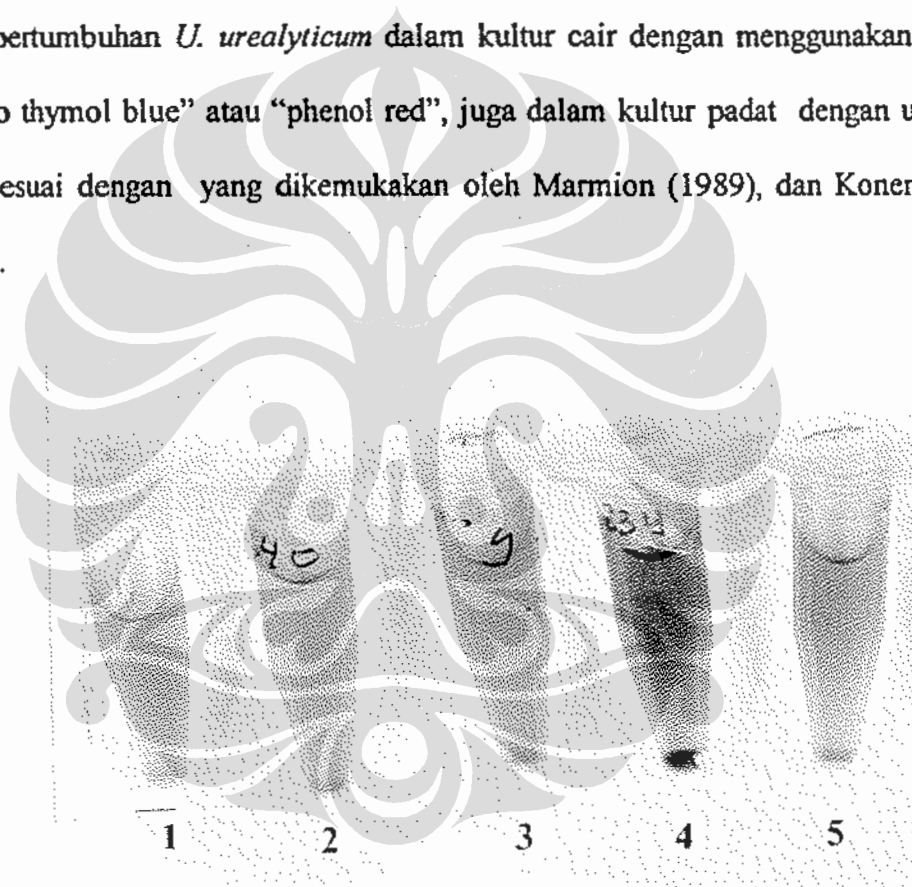 pertumbuhan U. urealyticum dalam kultur cair dengan menggunakan
thymol blue” atau “phenol red”, juga dalam kultur padat dengan
esuai dengan yang dikemukakan oleh Marmion (1989), dan Konem
.
40 9 34
1 2 3 4 5